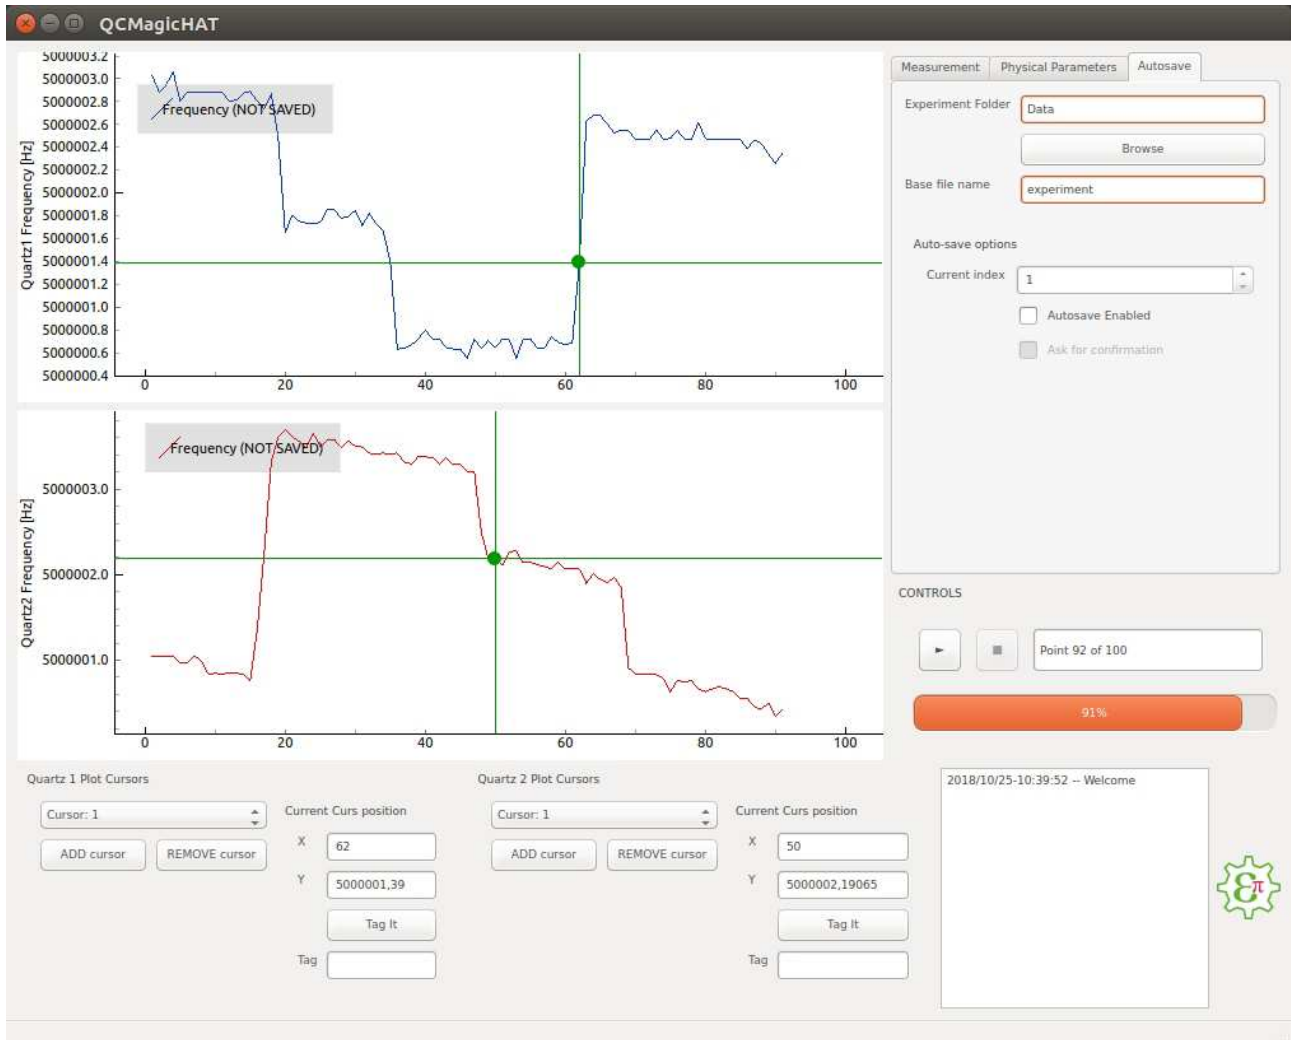 QCMagicHAT
5000003.2
5000003.0
5000002.8
5000002.6
5000002.4
5000002.2
5000002.0
5000001.8
5000001.6
5000001.4
5000001.2
5000001.0
5000000.8
5000000.6
5000000.4
Quartz1 Frequency [Hz]
Frequency (NOT SAVED)
0 20 40 60 80 100
5000003.0
5000002.0
5000001.0
Quartz2 Frequency [Hz]
Frequency (NOT SAVED)
0 20 40 60 80 100
Measurement Physical Parameters Autosave
Experiment Folder Data
Browse
Base file name experiment
Auto-save options
Current index 1
Autosave Enabled
Ask for confirmation
CONTROLS
Point 92 of 100
91%
Quartz 1 Plot Cursors
Cursor: 1
ADD cursor REMOVE cursor
Current Curs position
X 62
Y 5000001,39
Tag It
Tag
Quartz 2 Plot Cursors
Cursor: 1
ADD cursor REMOVE cursor
Current Curs position
X 50
Y 5000002,19065
Tag It
Tag
2018/10/25-10:39:52 -- Welcome
επ